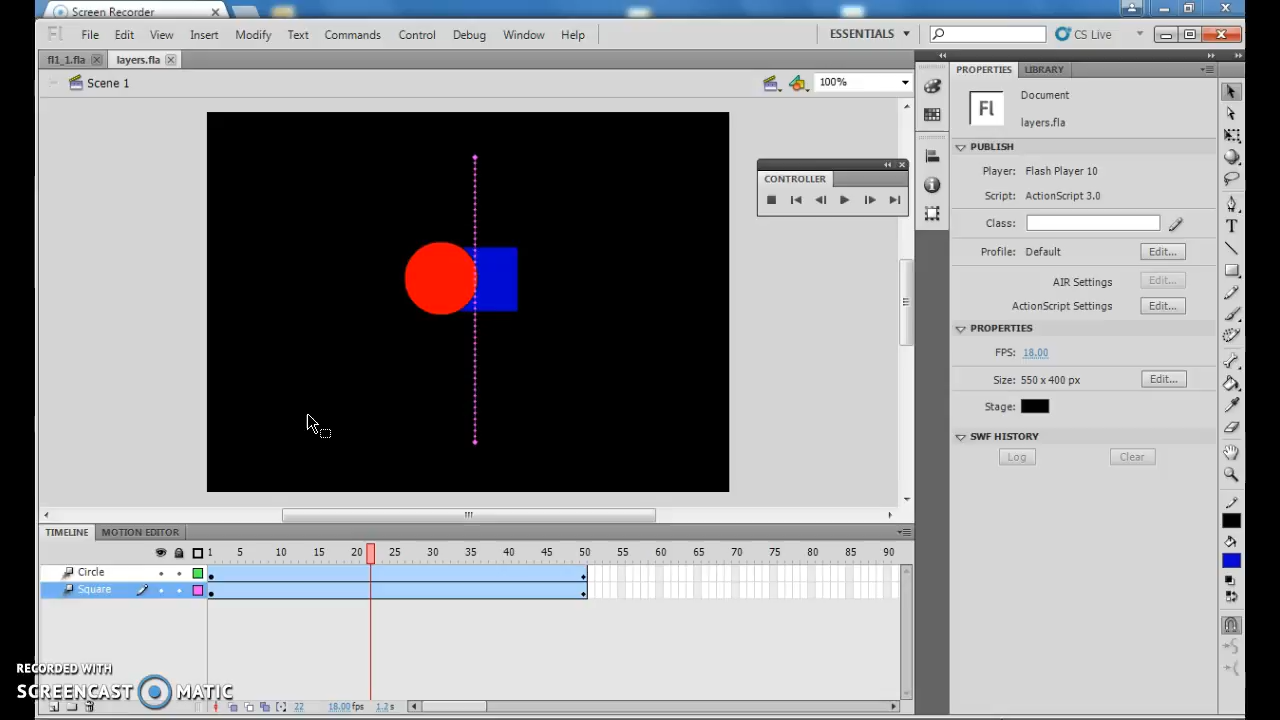 Screen Recorder
Fl File Edit View Insert Modify Text Commands Control Debug Window Help ESSENTIALS CS Live
fl1_1.fla layers.fla
Scene 1 100%
CONTROLLER
PROPERTIES LIBRARY
Fl Document
layers.fla
PUBLISH
Player: Flash Player 10
Script: ActionScript 3.0
Class:
Profile: Default Edit...
AIR Settings Edit...
ActionScript Settings Edit...
PROPERTIES
FPS: 18.00
Size: 550 x 400 px Edit...
Stage:
SWF HISTORY
Log Clear
TIMELINE MOTION EDITOR
1 5 10 15 20 25 30 35 40 45 50 55 60 65 70 75 80 85 90
Circle
Square
RECORDED WITH
SCREENCAST MATIC
22 18.00fps 1.2s